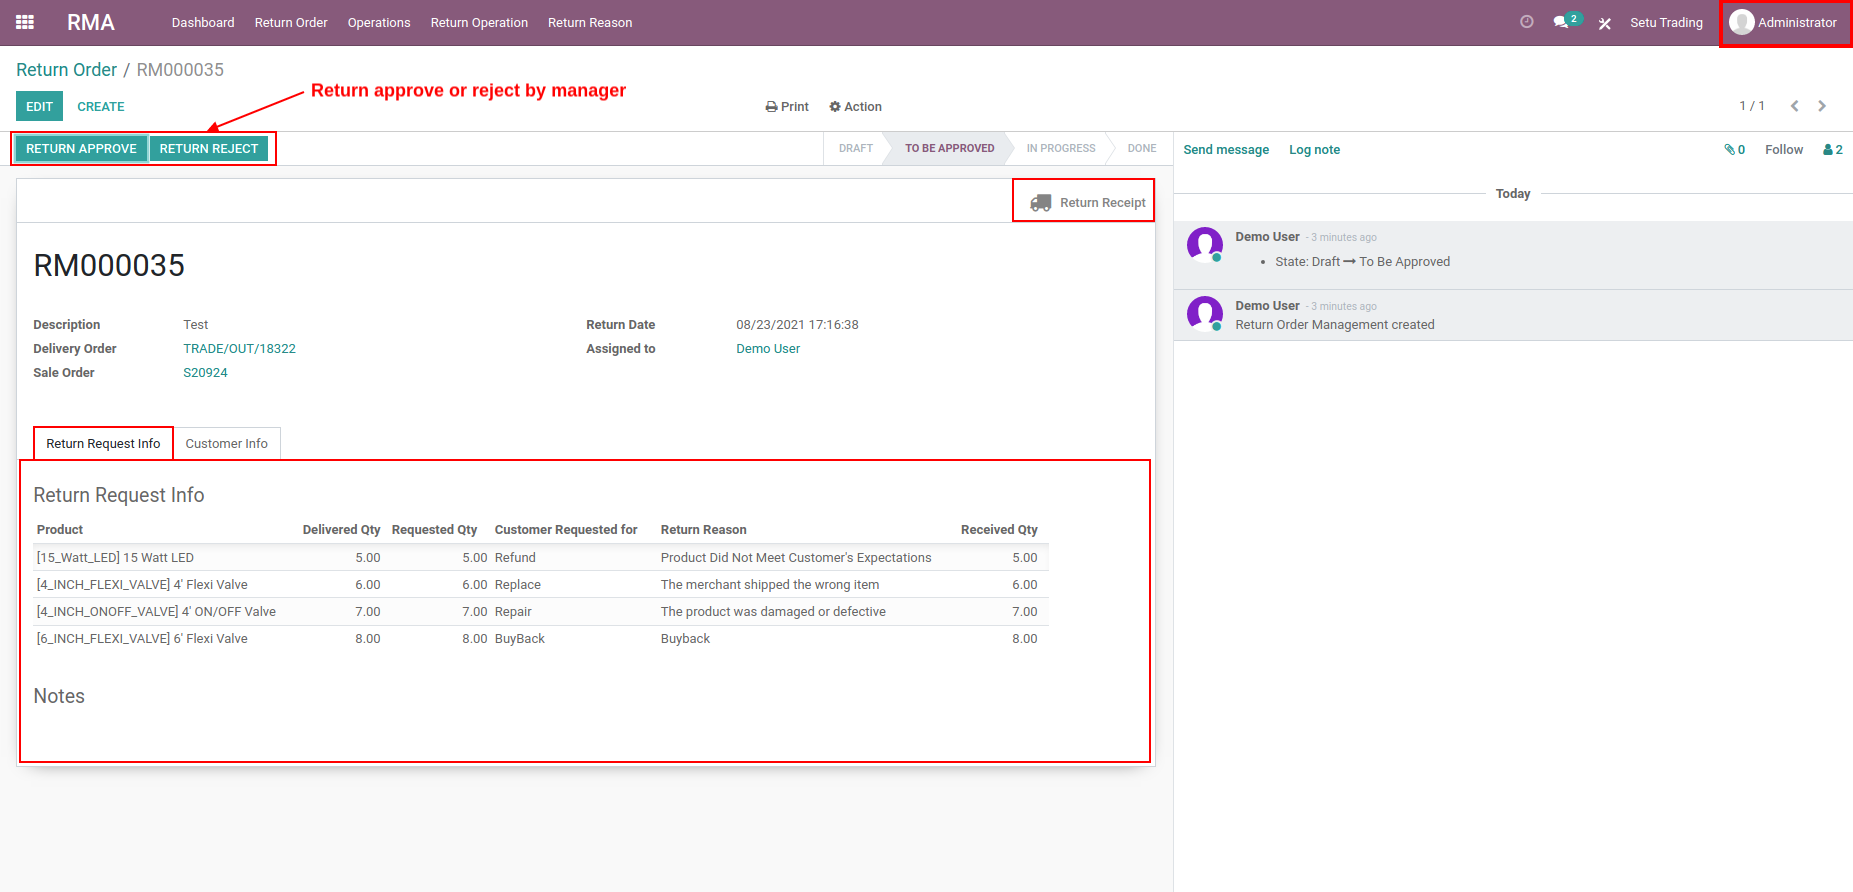 RMA Dashboard Return Order Operations Return Operation Return Reason 2 Setu Trading Administrator
Return Order / RM000035
Return approve or reject by manager
EDIT CREATE Print Action 1 / 1
RETURN APPROVE RETURN REJECT DRAFT TO BE APPROVED IN PROGRESS DONE
Return Receipt
RM000035
Description Test Return Date 08/23/2021 17:16:38
Delivery Order TRADE/OUT/18322 Assigned to Demo User
Sale Order S20924
Return Request Info Customer Info
Return Request Info
Product Delivered Qty Requested Qty Customer Requested for Return Reason Received Qty
[15_Watt_LED] 15 Watt LED 5.00 5.00 Refund Product Did Not Meet Customer's Expectations 5.00
[4_INCH_FLEXI_VALVE] 4' Flexi Valve 6.00 6.00 Replace The merchant shipped the wrong item 6.00
[4_INCH_ONOFF_VALVE] 4' ON/OFF Valve 7.00 7.00 Repair The product was damaged or defective 7.00
[6_INCH_FLEXI_VALVE] 6' Flexi Valve 8.00 8.00 BuyBack Buyback 8.00
Notes
Send message Log note 0 Follow 2
Today
Demo User - 3 minutes ago
• State: Draft → To Be Approved
Demo User - 3 minutes ago
Return Order Management created